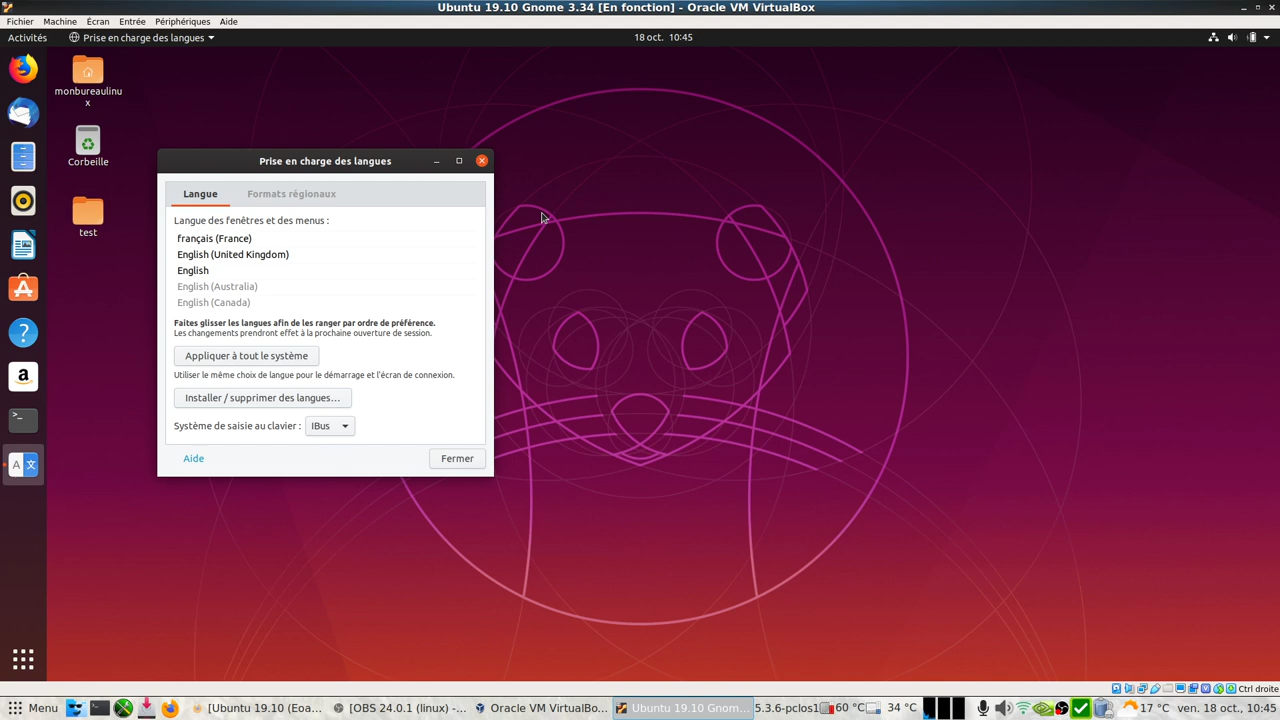 Ubuntu 19.10 Gnome 3.34 [En fonction] - Oracle VM VirtualBox
Fichier Machine Écran Entrée Périphériques Aide
Activités Prise en charge des langues 18 oct. 10:45
monbureaulinu
x
Corbeille
test
Prise en charge des langues
Langue Formats régionaux
Langue des fenêtres et des menus :
français (France)
English (United Kingdom)
English
English (Australia)
English (Canada)
Faites glisser les langues afin de les ranger par ordre de préférence.
Les changements prendront effet à la prochaine ouverture de session.
Appliquer à tout le système
Utiliser le même choix de langue pour le démarrage et l'écran de connexion.
Installer / supprimer des langues…
Système de saisie au clavier : IBus
Aide Fermer
Ctrl droite
Menu [Ubuntu 19.10 (Eoa... [OBS 24.0.1 (linux) -... Oracle VM VirtualBo... Ubuntu 19.10 Gnom... 5.3.6-pclos1 60 °C 34 °C 17 °C ven. 18 oct., 10:45